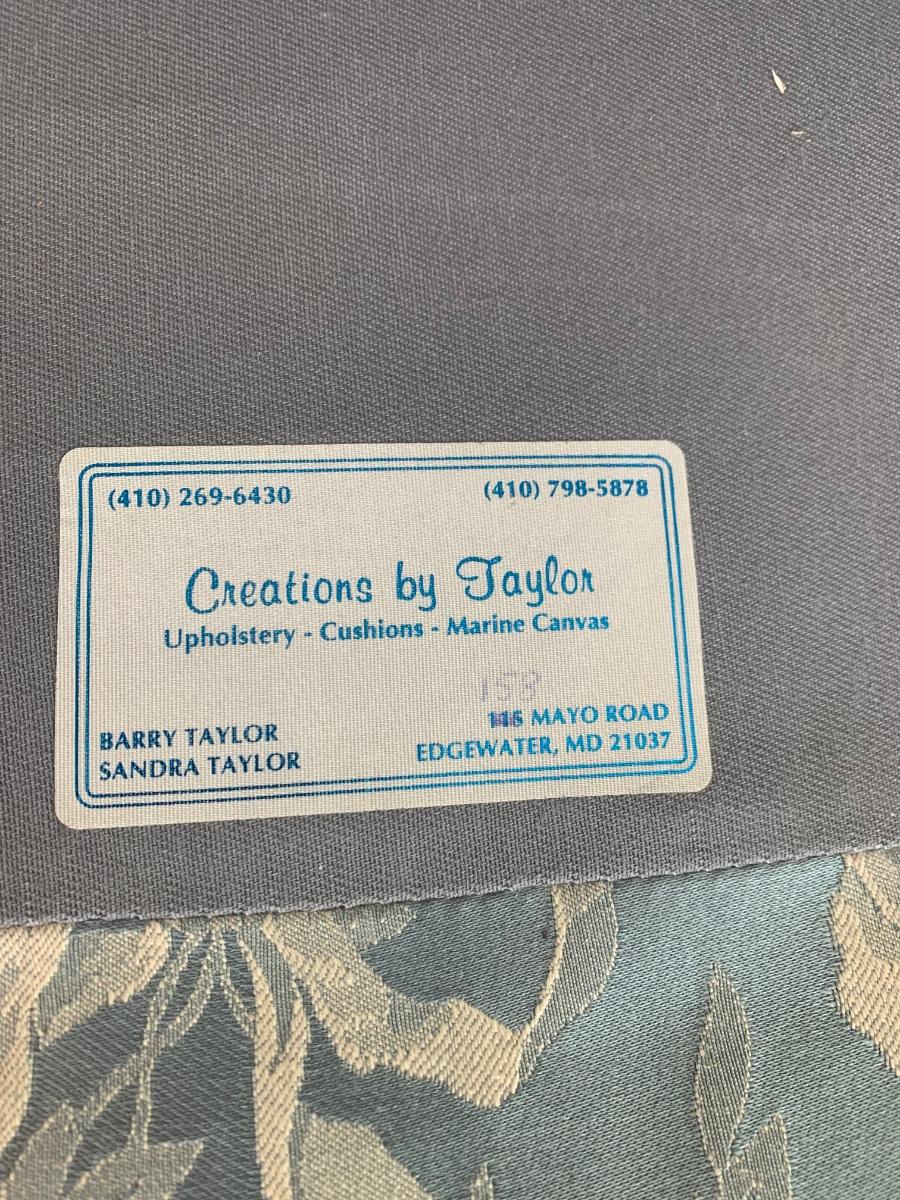 (410) 269-6430 (410) 798-5878
Creations by Taylor
Upholstery - Cushions - Marine Canvas
158
MAYO ROAD
BARRY TAYLOR
EDGEWATER, MD 21037
SANDRA TAYLOR